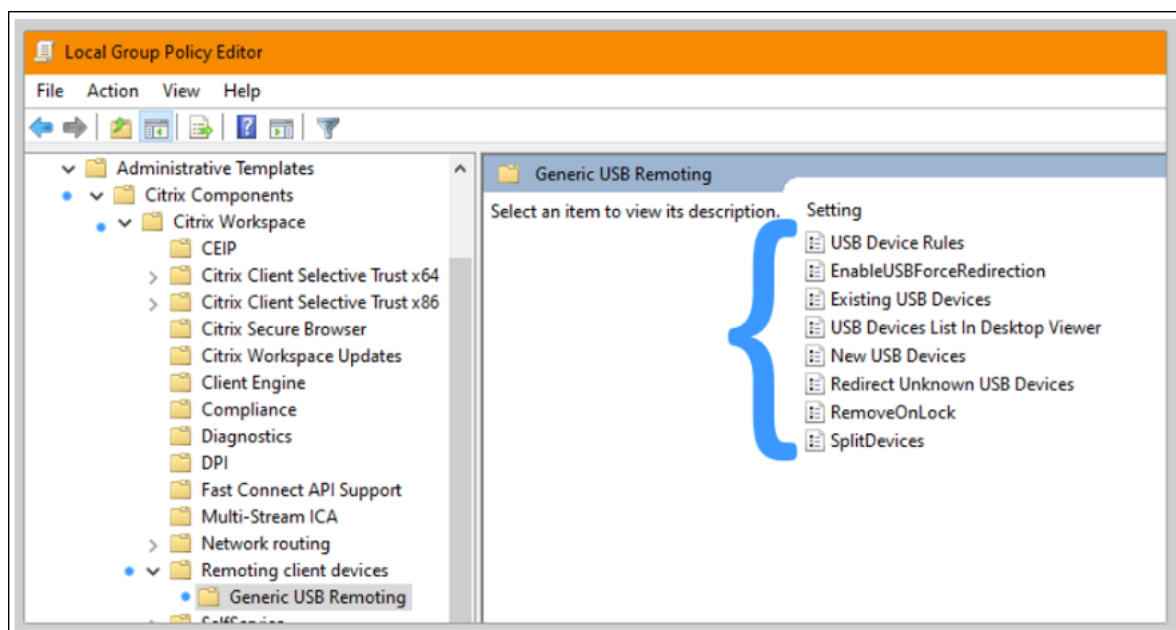 Local Group Policy Editor
File Action View Help
Administrative Templates
Citrix Components
Citrix Workspace
CEIP
Citrix Client Selective Trust x64
Citrix Client Selective Trust x86
Citrix Secure Browser
Citrix Workspace Updates
Client Engine
Compliance
Diagnostics
DPI
Fast Connect API Support
Multi-Stream ICA
Network routing
Remoting client devices
Generic USB Remoting
SelfService
Generic USB Remoting
Select an item to view its description.
Setting
USB Device Rules
EnableUSBForceRedirection
Existing USB Devices
USB Devices List In Desktop Viewer
New USB Devices
Redirect Unknown USB Devices
RemoveOnLock
SplitDevices